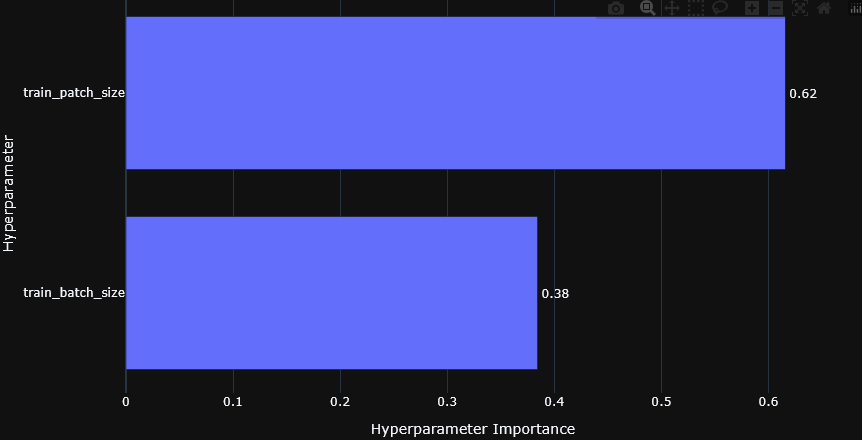 Hyperparameter
train_patch_size
0.62
train_batch_size
0.38
0 0.1 0.2 0.3 0.4 0.5 0.6
Hyperparameter Importance